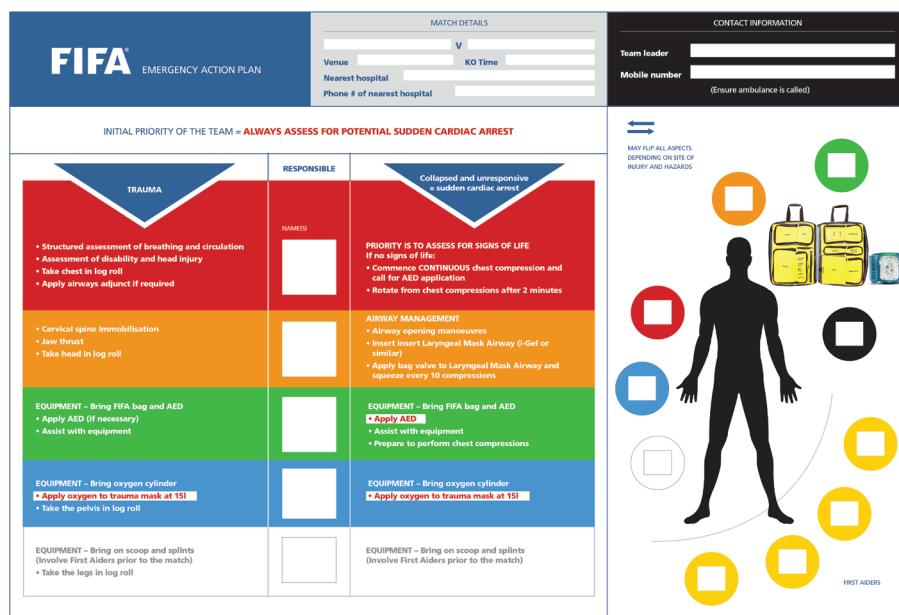 FIFA®
EMERGENCY ACTION PLAN
MATCH DETAILS
V
Venue
KO Time
Nearest hospital
Phone # of nearest hospital
CONTACT INFORMATION
Team leader
Mobile number
(Ensure ambulance is called)
INITIAL PRIORITY OF THE TEAM = ALWAYS ASSESS FOR POTENTIAL SUDDEN CARDIAC ARREST
TRAUMA
RESPONSIBLE
Collapsed and unresponsive
= sudden cardiac arrest
• Structured assessment of breathing and circulation
• Assessment of disability and head injury
• Take chest in log roll
• Apply airways adjunct if required
NAME(S)
PRIORITY IS TO ASSESS FOR SIGNS OF LIFE
If no signs of life:
• Commence CONTINUOUS chest compression and
call for AED application
• Rotate from chest compressions after 2 minutes
• Cervical spine Immobilisation
• Jaw thrust
• Take head in log roll
AIRWAY MANAGEMENT
• Airway opening manoeuvres
• Insert insert Laryngeal Mask Airway (i-Gel or
similar)
• Apply bag valve to Laryngeal Mask Airway and
squeeze every 10 compressions
EQUIPMENT – Bring FIFA bag and AED
• Apply AED (if necessary)
• Assist with equipment
EQUIPMENT – Bring FIFA bag and AED
• Apply AED
• Assist with equipment
• Prepare to perform chest compressions
EQUIPMENT – Bring oxygen cylinder
• Apply oxygen to trauma mask at 15l
• Take the pelvis in log roll
EQUIPMENT – Bring oxygen cylinder
• Apply oxygen to trauma mask at 15l
EQUIPMENT – Bring on scoop and splints
(Involve First Aiders prior to the match)
• Take the legs in log roll
EQUIPMENT – Bring on scoop and splints
(Involve First Aiders prior to the match)
MAY FLIP ALL ASPECTS
DEPENDING ON SITE OF
INJURY AND HAZARDS
FIRST AIDERS